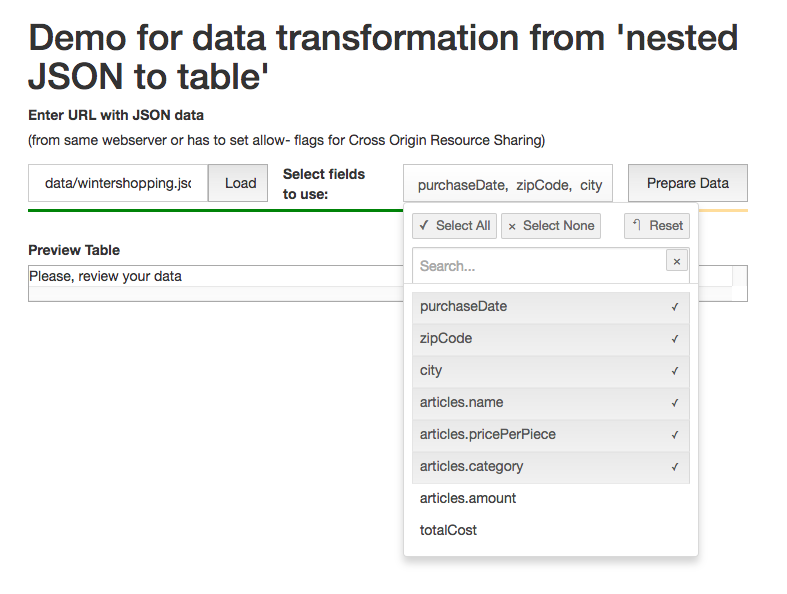 Demo for data transformation from 'nested
JSON to table'
Enter URL with JSON data
(from same webserver or has to set allow- flags for Cross Origin Resource Sharing)
data/wintershopping.jsc
Load
Select fields
to use:
purchaseDate, zipCode, city
Prepare Data
✓ Select All
× Select None
Reset
Search...
×
Preview Table
Please, review your data
purchaseDate ✓
zipCode ✓
city ✓
articles.name ✓
articles.pricePerPiece ✓
articles.category ✓
articles.amount
totalCost